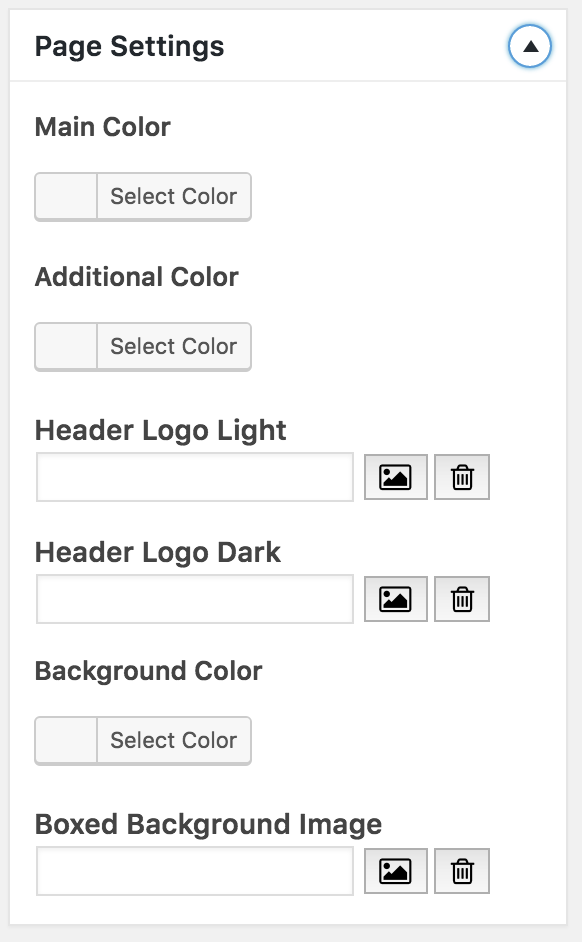 Page Settings
Main Color
Select Color
Additional Color
Select Color
Header Logo Light
Header Logo Dark
Background Color
Select Color
Boxed Background Image